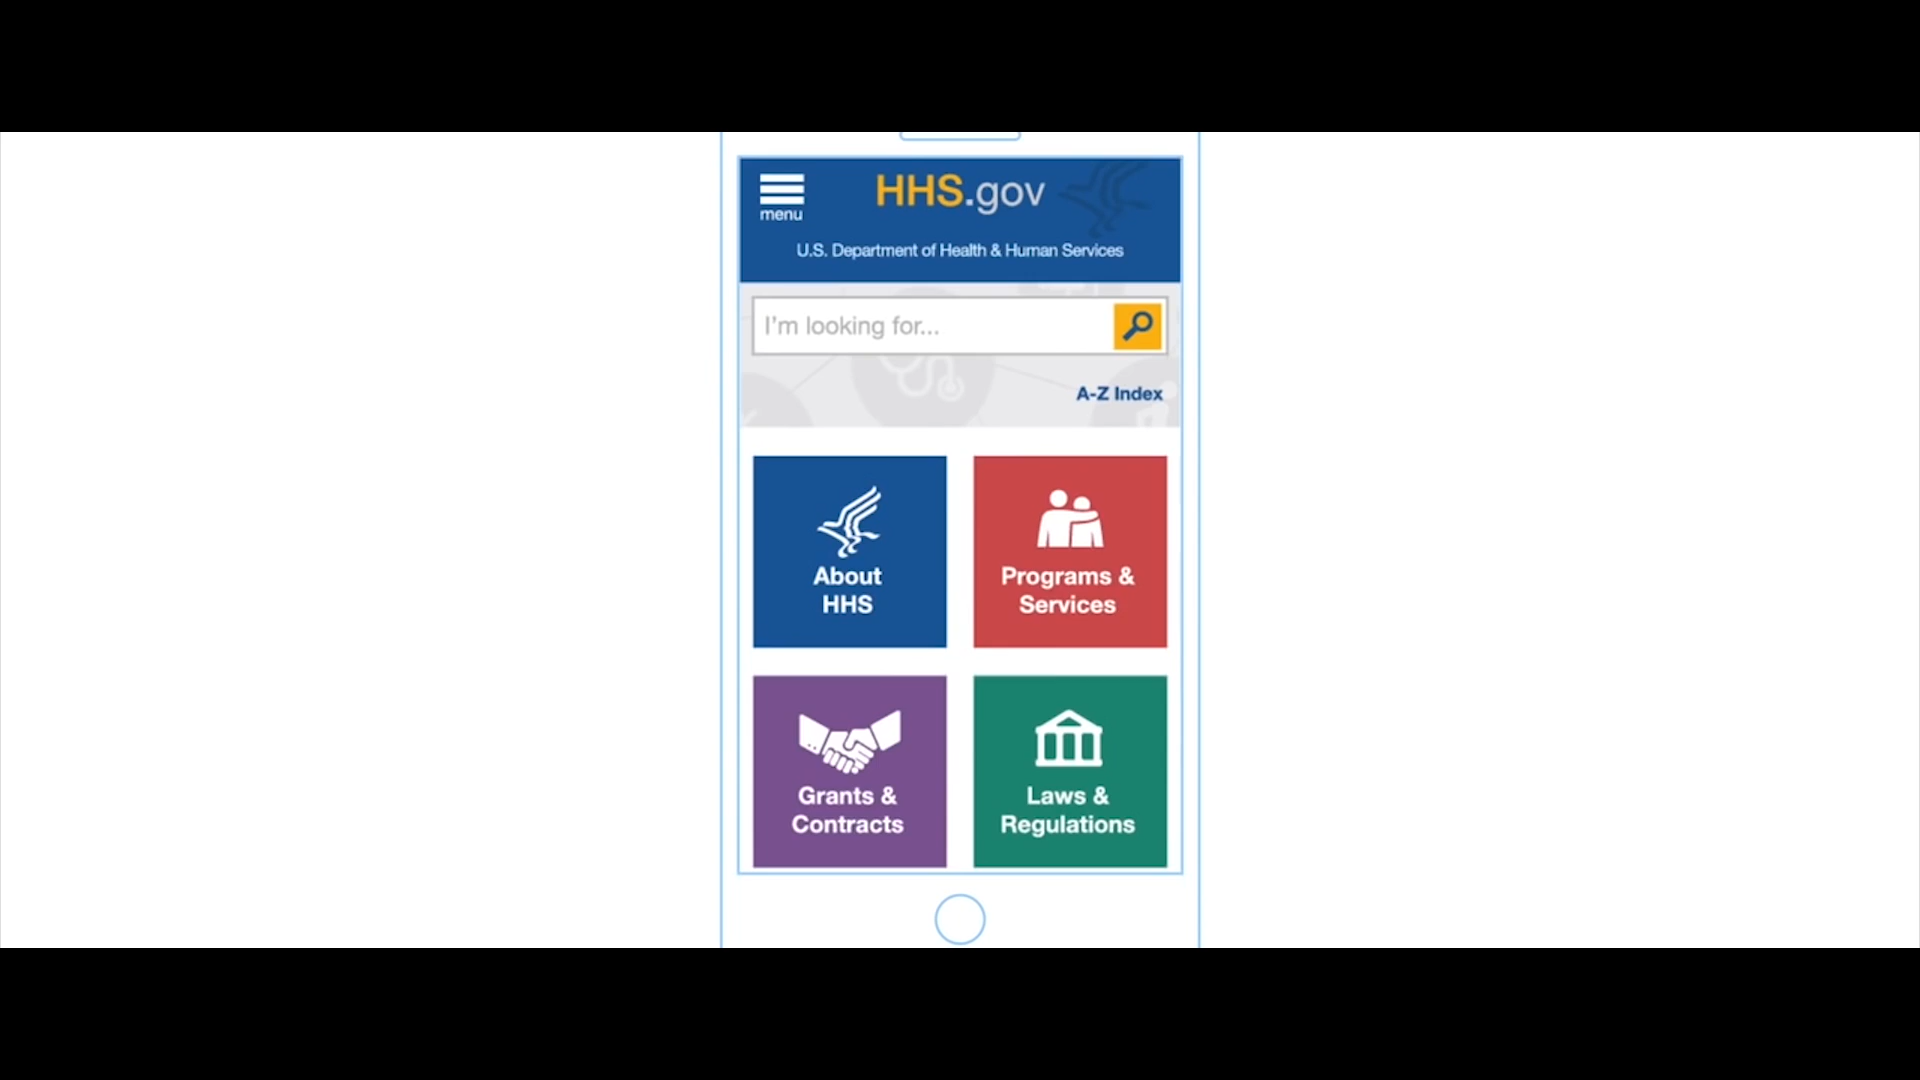 HHS.gov
menu
U.S. Department of Health & Human Services
I'm looking for...
A-Z Index
About
HHS
Programs &
Services
Grants &
Contracts
Laws &
Regulations